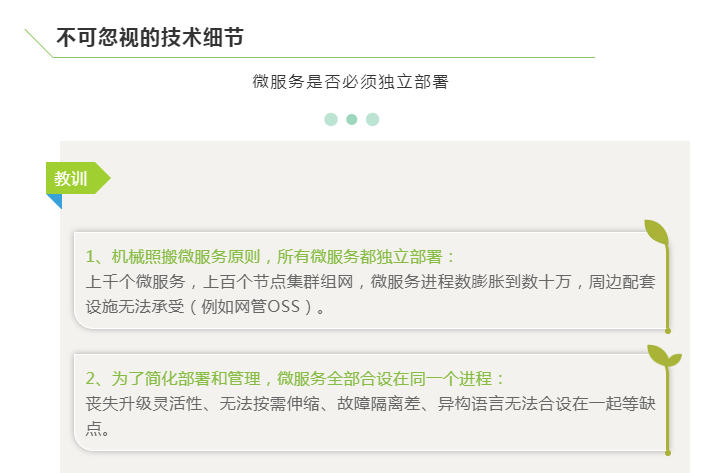 不可忽视的技术细节
微服务是否必须独立部署
教训
1、机械照搬微服务原则，所有微服务都独立部署：
上千个微服务，上百个节点集群组网，微服务进程数膨胀到数十万，周边配套
设施无法承受（例如网管OSS）。
2、为了简化部署和管理，微服务全部合设在同一个进程：
丧失升级灵活性、无法按需伸缩、故障隔离差、异构语言无法合设在一起等缺
点。